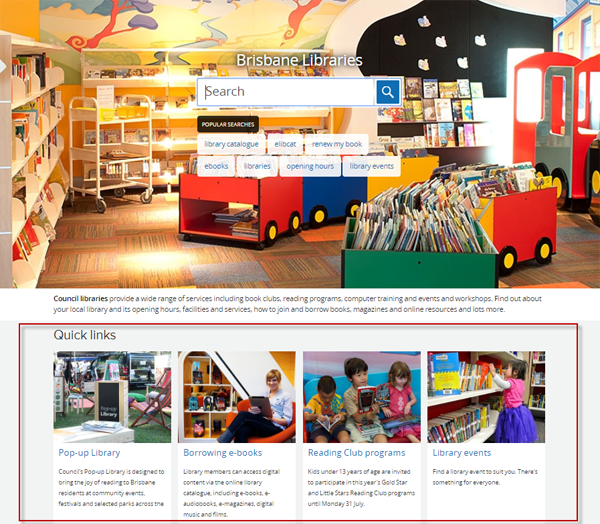 Brisbane Libraries
Search
POPULAR SEARCHES
library catalogue elibcat renew my book
ebooks libraries opening hours library events
Council libraries provide a wide range of services including book clubs, reading programs, computer training and events and workshops. Find out about
your local library and its opening hours, facilities and services, how to join and borrow books, magazines and online resources and lots more.
Quick links
Pop-up Library
Pop-up Library
Council's Pop-up Library is designed to
bring the joy of reading to Brisbane
residents at community events,
festivals and selected parks across the
Borrowing e-books
Library members can access digital
content via the online library
catalogue, including e-books, e-
audiobooks, e-magazines, digital
music and films.
Reading Club programs
Kids under 13 years of age are invited
to participate in this year's Gold Star
and Little Stars Reading Club programs
until Monday 31 July.
Library events
Find a library event to suit you. There's
something for everyone.